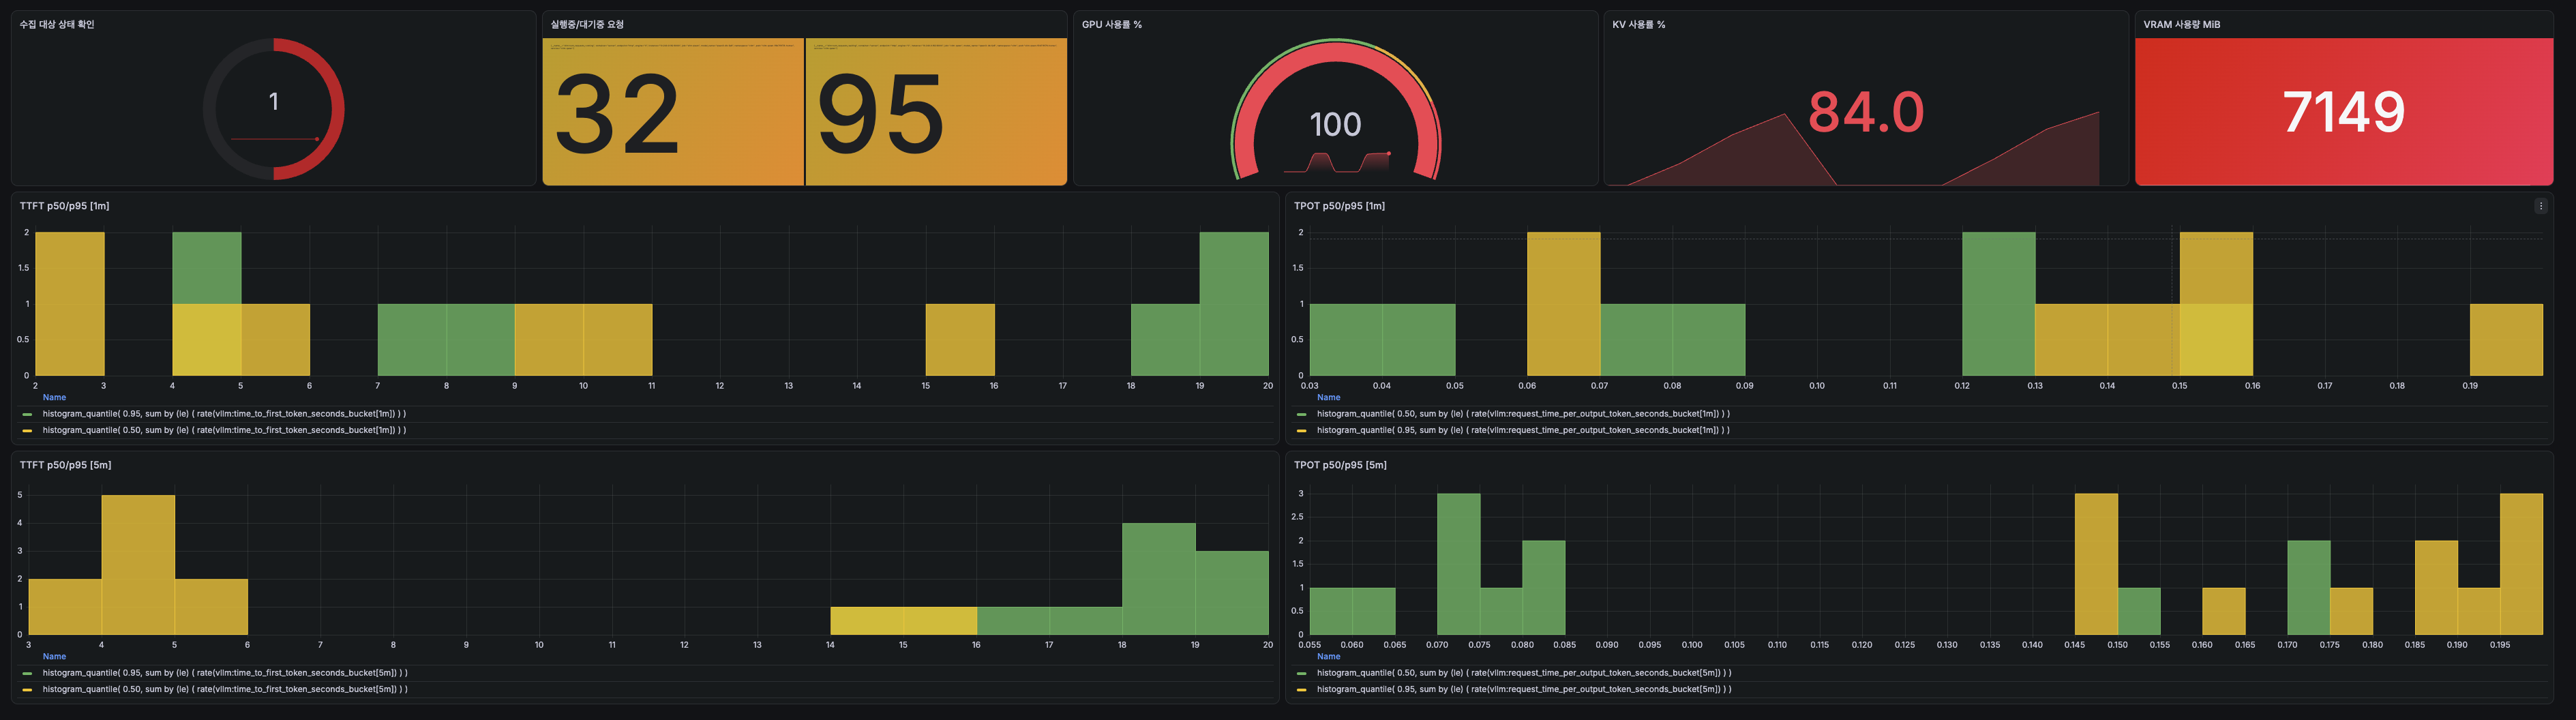 수집 대상 상태 확인
1
실행중/대기중 요청
32
95
GPU 사용률 %
100
KV 사용률 %
84.0
VRAM 사용량 MiB
7149
TTFT p50/p95 [1m]
2
1.5
1
0.5
0
2 3 4 5 6 7 8 9 10 11 12 13 14 15 16 17 18 19 20
Name
histogram_quantile( 0.95, sum by (le) ( rate(vllm:time_to_first_token_seconds_bucket[1m]) ) )
histogram_quantile( 0.50, sum by (le) ( rate(vllm:time_to_first_token_seconds_bucket[1m]) ) )
TPOT p50/p95 [1m]
2
1.5
1
0.5
0
0.03 0.04 0.05 0.06 0.07 0.08 0.09 0.10 0.11 0.12 0.13 0.14 0.15 0.16 0.17 0.18 0.19
Name
histogram_quantile( 0.50, sum by (le) ( rate(vllm:request_time_per_output_token_seconds_bucket[1m]) ) )
histogram_quantile( 0.95, sum by (le) ( rate(vllm:request_time_per_output_token_seconds_bucket[1m]) ) )
TTFT p50/p95 [5m]
5
4
3
2
1
0
3 4 5 6 7 8 9 10 11 12 13 14 15 16 17 18 19 20
Name
histogram_quantile( 0.95, sum by (le) ( rate(vllm:time_to_first_token_seconds_bucket[5m]) ) )
histogram_quantile( 0.50, sum by (le) ( rate(vllm:time_to_first_token_seconds_bucket[5m]) ) )
TPOT p50/p95 [5m]
3
2.5
2
1.5
1
0.5
0
0.055 0.060 0.065 0.070 0.075 0.080 0.085 0.090 0.095 0.100 0.105 0.110 0.115 0.120 0.125 0.130 0.135 0.140 0.145 0.150 0.155 0.160 0.165 0.170 0.175 0.180 0.185 0.190 0.195
Name
histogram_quantile( 0.50, sum by (le) ( rate(vllm:request_time_per_output_token_seconds_bucket[5m]) ) )
histogram_quantile( 0.95, sum by (le) ( rate(vllm:request_time_per_output_token_seconds_bucket[5m]) ) )